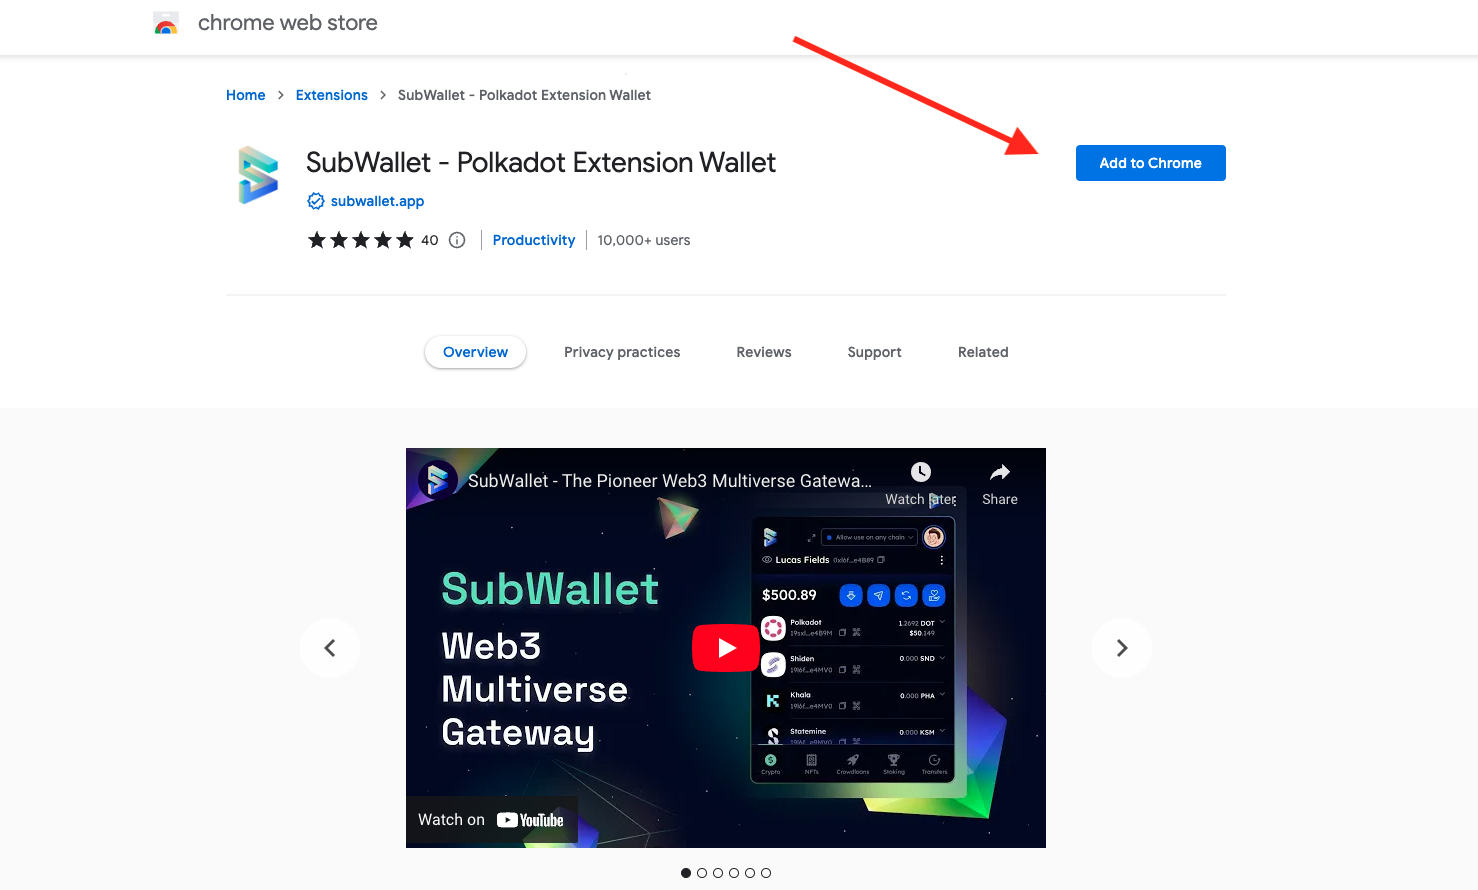 chrome web store
Home > Extensions > SubWallet - Polkadot Extension Wallet
SubWallet - Polkadot Extension Wallet
Add to Chrome
subwallet.app
40 Productivity 10,000+ users
Overview Privacy practices Reviews Support Related
SubWallet - The Pioneer Web3 Multiverse Gatewa...
Watch later
Share
SubWallet
Web3
Multiverse
Gateway
Allow use on any chain
Lucas Fields 0xl6f...e4B89
$500.89
Polkadot 1.2692 DOT
19sxl...e4B9M $50.149
Shiden 0.000 SND
19l6f...e4MV0
Khala 0.000 PHA
19l6f...e4MV0
Statemine 0.000 KSM
Crypto NFTs Crowdloans Staking Transfers
Watch on YouTube